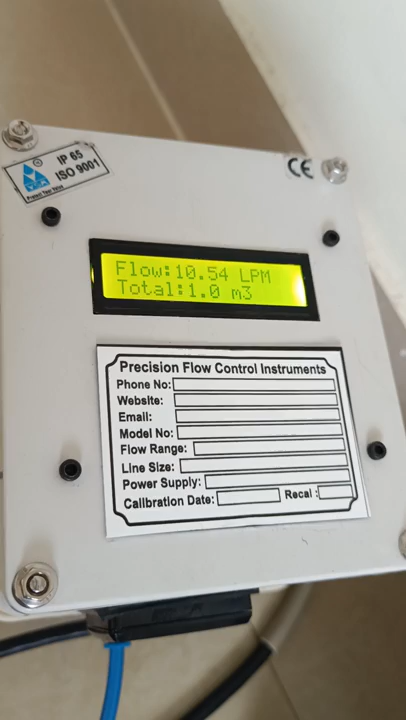 IP 65
ISO 9001
CE
Flow:10.54 LPM
Total:1.0 m3
Precision Flow Control Instruments
Phone No:
Website:
Email:
Model No:
Flow Range:
Line Size:
Power Supply:
Calibration Date: Recal :